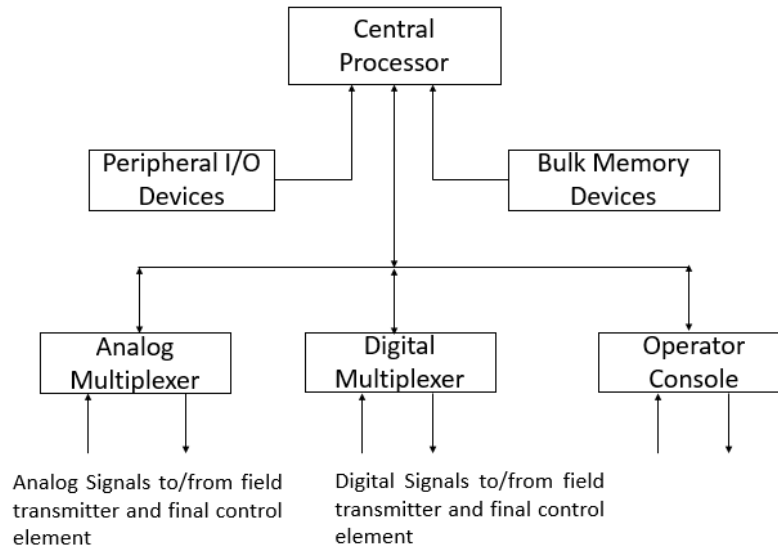 Central
Processor
Peripheral I/O
Devices
Bulk Memory
Devices
Analog
Multiplexer
Digital
Multiplexer
Operator
Console
Analog Signals to/from field
transmitter and final control
element
Digital Signals to/from field
transmitter and final control
element